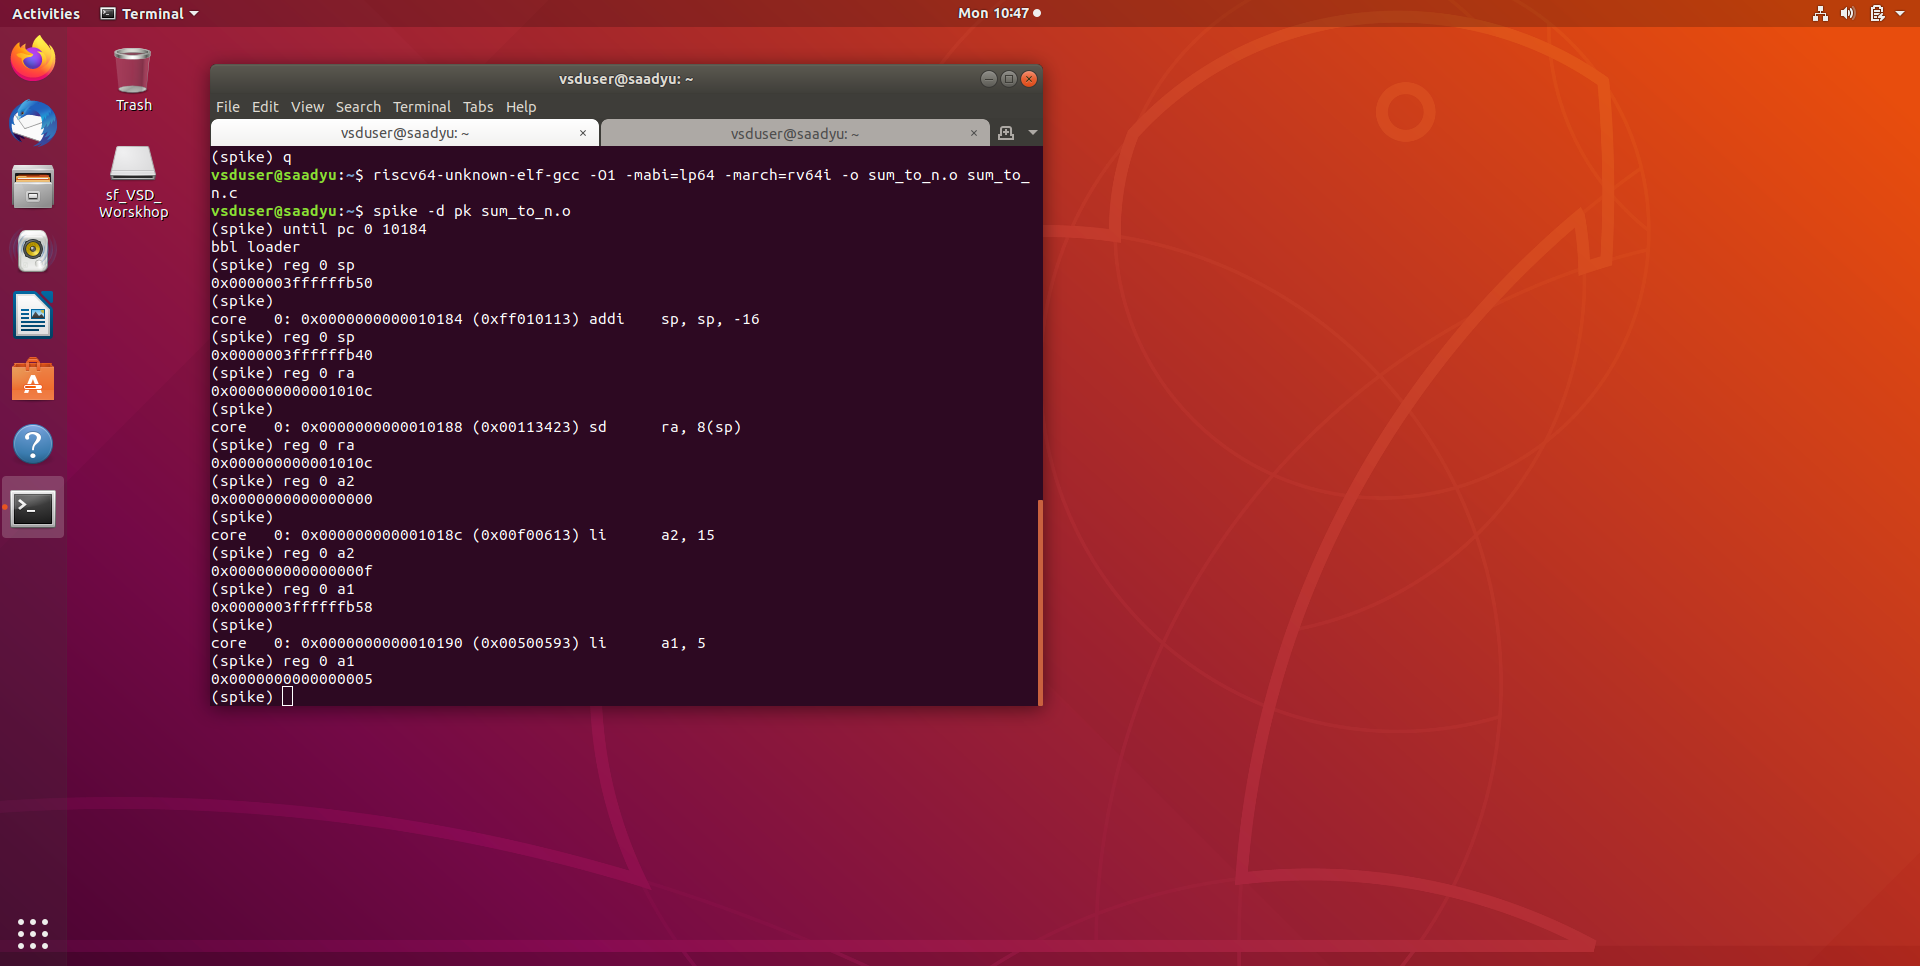 Activities
Terminal
Mon 10:47
Trash
sf_VSD_
Worskhop
vsduser@saadyu: ~
File Edit View Search Terminal Tabs Help
vsduser@saadyu: ~ ×
vsduser@saadyu: ~ ×
(spike) q
vsduser@saadyu:~$ riscv64-unknown-elf-gcc -O1 -mabi=lp64 -march=rv64i -o sum_to_n.o sum_to_
n.c
vsduser@saadyu:~$ spike -d pk sum_to_n.o
(spike) until pc 0 10184
bbl loader
(spike) reg 0 sp
0x0000003ffffffb50
(spike)
core   0: 0x0000000000010184 (0xff010113) addi    sp, sp, -16
(spike) reg 0 sp
0x0000003ffffffb40
(spike) reg 0 ra
0x000000000001010c
(spike)
core   0: 0x0000000000010188 (0x00113423) sd      ra, 8(sp)
(spike) reg 0 ra
0x000000000001010c
(spike) reg 0 a2
0x0000000000000000
(spike)
core   0: 0x000000000001018c (0x00f00613) li      a2, 15
(spike) reg 0 a2
0x000000000000000f
(spike) reg 0 a1
0x0000003ffffffb58
(spike)
core   0: 0x0000000000010190 (0x00500593) li      a1, 5
(spike) reg 0 a1
0x0000000000000005
(spike)